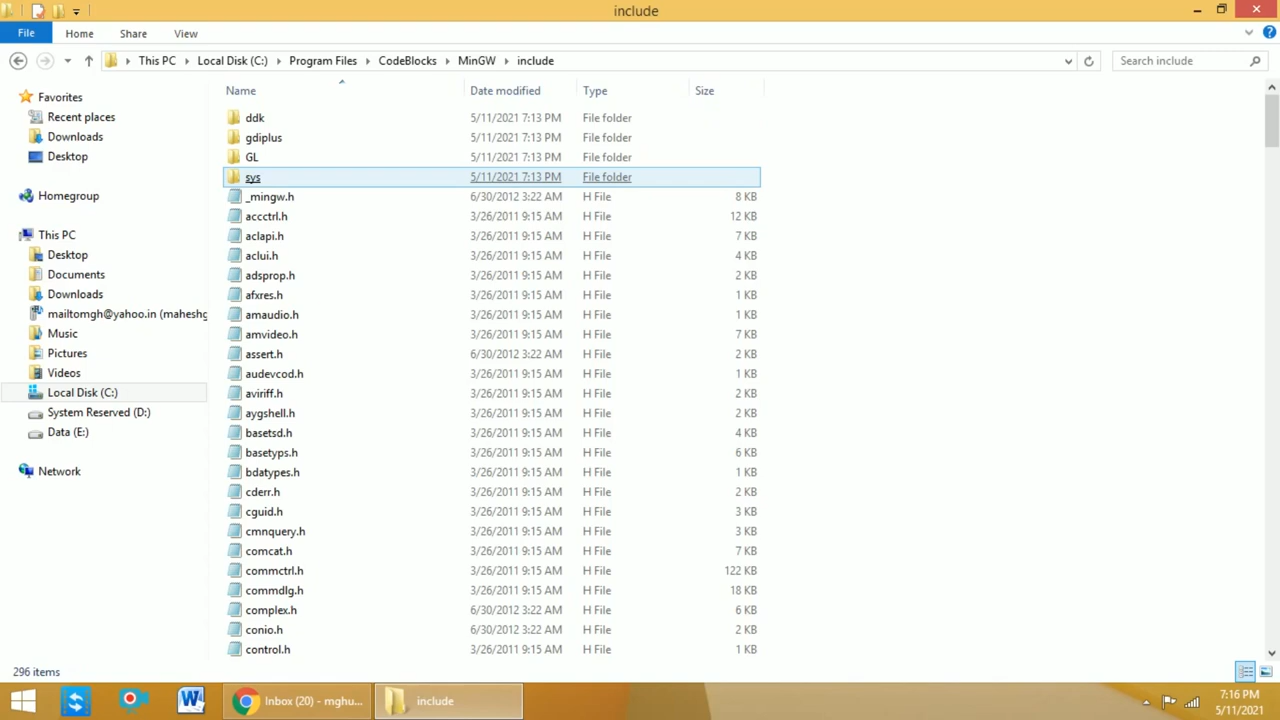 include
File Home Share View
This PC Local Disk (C:) Program Files CodeBlocks MinGW include Search include
Name Date modified Type Size
Favorites
Recent places
Downloads
Desktop
Homegroup
This PC
Desktop
Documents
Downloads
mailtomgh@yahoo.in (maheshg
Music
Pictures
Videos
Local Disk (C:)
System Reserved (D:)
Data (E:)
Network
ddk 5/11/2021 7:13 PM File folder
gdiplus 5/11/2021 7:13 PM File folder
GL 5/11/2021 7:13 PM File folder
sys 5/11/2021 7:13 PM File folder
_mingw.h 6/30/2012 3:22 AM H File 8 KB
accctrl.h 3/26/2011 9:15 AM H File 12 KB
aclapi.h 3/26/2011 9:15 AM H File 7 KB
aclui.h 3/26/2011 9:15 AM H File 4 KB
adsprop.h 3/26/2011 9:15 AM H File 2 KB
afxres.h 3/26/2011 9:15 AM H File 1 KB
amaudio.h 3/26/2011 9:15 AM H File 1 KB
amvideo.h 3/26/2011 9:15 AM H File 7 KB
assert.h 6/30/2012 3:22 AM H File 2 KB
audevcod.h 3/26/2011 9:15 AM H File 1 KB
aviriff.h 3/26/2011 9:15 AM H File 2 KB
aygshell.h 3/26/2011 9:15 AM H File 2 KB
basetsd.h 3/26/2011 9:15 AM H File 4 KB
basetyps.h 3/26/2011 9:15 AM H File 6 KB
bdatypes.h 3/26/2011 9:15 AM H File 1 KB
cderr.h 3/26/2011 9:15 AM H File 2 KB
cguid.h 3/26/2011 9:15 AM H File 3 KB
cmnquery.h 3/26/2011 9:15 AM H File 3 KB
comcat.h 3/26/2011 9:15 AM H File 7 KB
commctrl.h 3/26/2011 9:15 AM H File 122 KB
commdlg.h 3/26/2011 9:15 AM H File 18 KB
complex.h 6/30/2012 3:22 AM H File 6 KB
conio.h 6/30/2012 3:22 AM H File 2 KB
control.h 3/26/2011 9:15 AM H File 1 KB
296 items
Inbox (20) - mghu... include
7:16 PM
5/11/2021